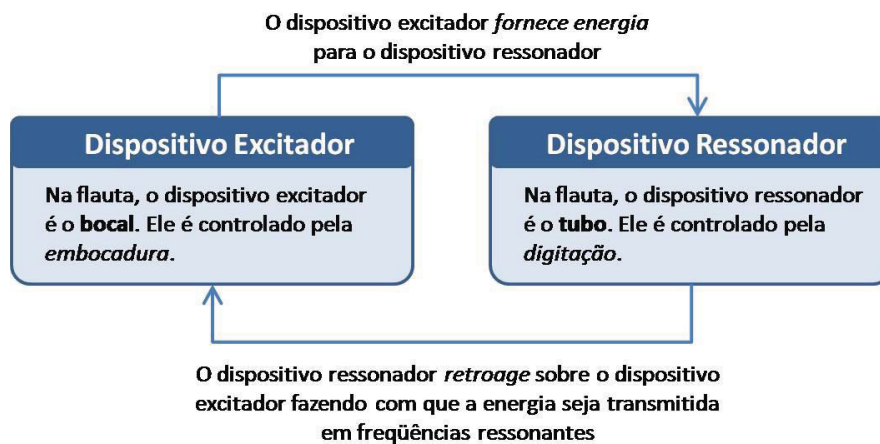 O dispositivo excitador fornece energia
para o dispositivo ressonador
Dispositivo Excitador
Na flauta, o dispositivo excitador
é o bocal. Ele é controlado pela
embocadura.
Dispositivo Ressonador
Na flauta, o dispositivo ressonador
é o tubo. Ele é controlado pela
digitação.
O dispositivo ressonador retroage sobre o dispositivo
excitador fazendo com que a energia seja transmitida
em freqüências ressonantes